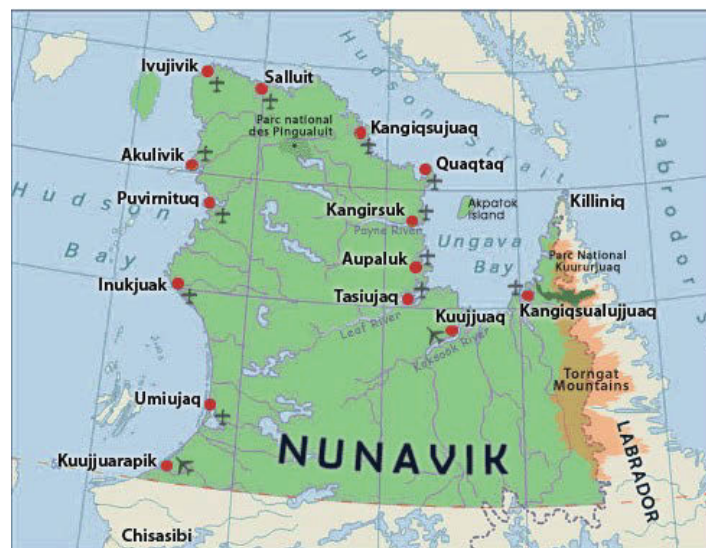 Ivujivik
Salluit
Hudson
Strait
Parc national
des Pingualuit
Kangiqsujuaq
Akulivik
Quaqtaq
Labrodor
Hudson
Bay
Puvirnituq
Akpatok
Island
Killiniq
Kangirsuk
Payne River
Ungava
Bay
Parc National
Kuururjuaq
Aupaluk
Inukjuak
Tasiujaq
Kangiqsualujjuaq
Leaf River
Kuujjuaq
Koksook River
Torngat
Mountains
Umiujaq
LABRADOR
NUNAVIK
Kuujjuarapik
Chisasibi